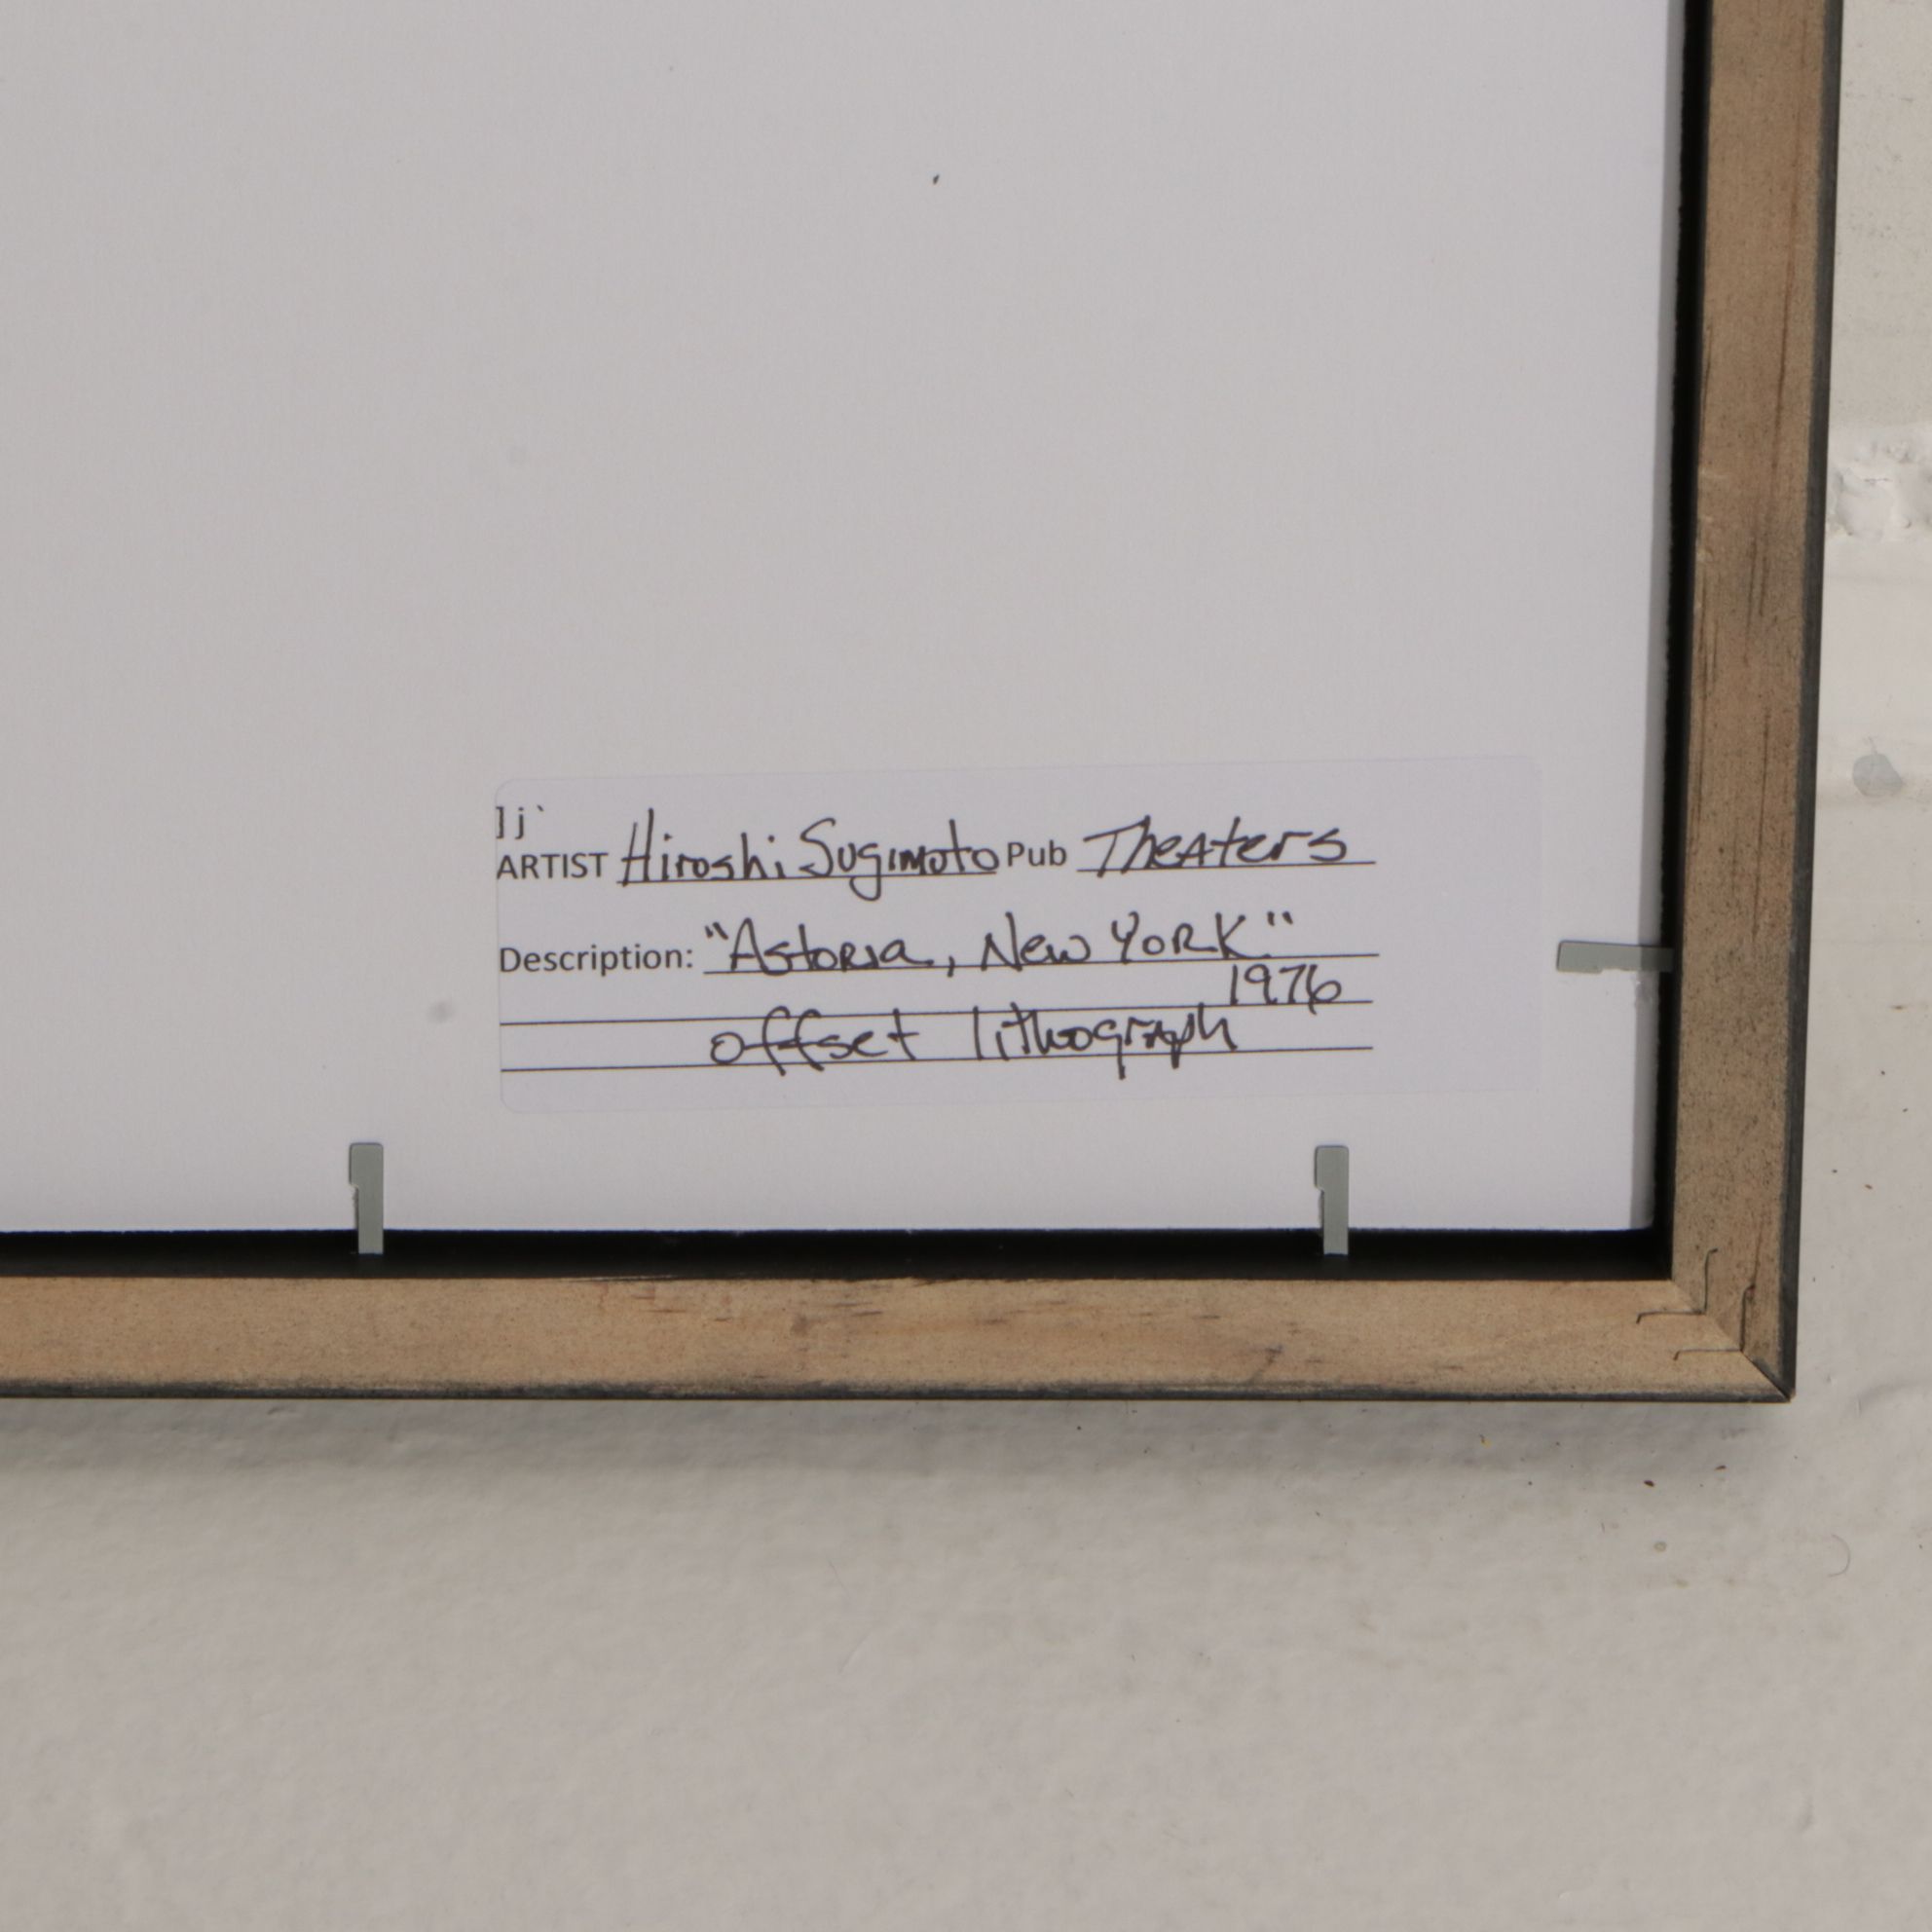 ]j`
ARTIST Hiroshi Sugimoto Pub Theaters
Description: "Astoria, New York"
1976
offset lithograph